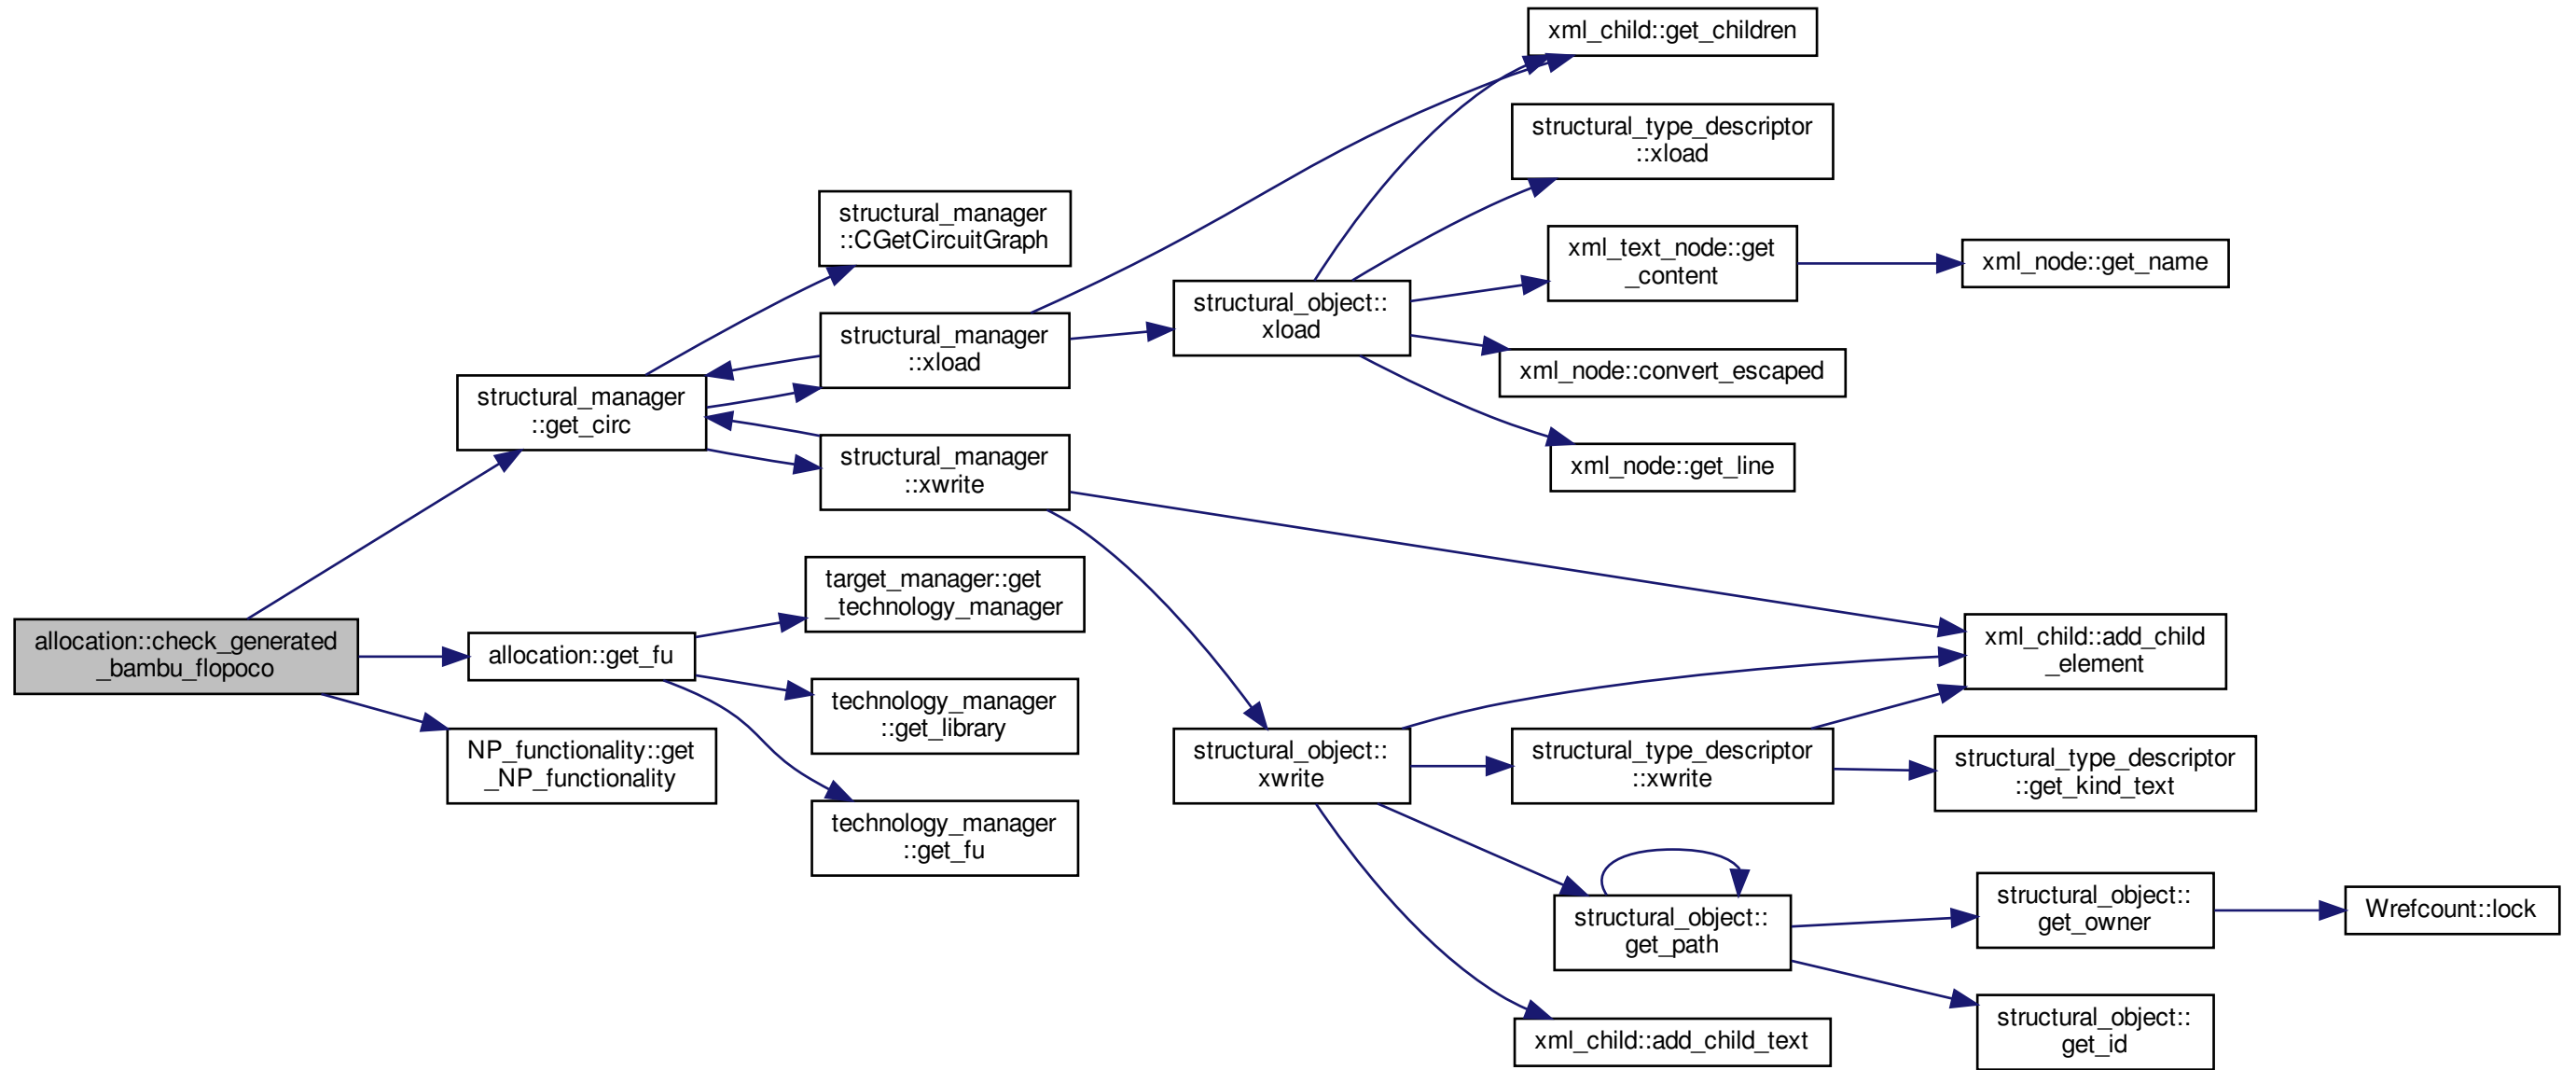 allocation::check_generated
_bambu_flopoco
structural_manager
::get_circ
allocation::get_fu
NP_functionality::get
_NP_functionality
structural_manager
::CGetCircuitGraph
structural_manager
::xload
structural_manager
::xwrite
target_manager::get
_technology_manager
technology_manager
::get_library
technology_manager
::get_fu
structural_object::
xload
structural_object::
xwrite
xml_child::get_children
structural_type_descriptor
::xload
xml_text_node::get
_content
xml_node::convert_escaped
xml_node::get_line
structural_type_descriptor
::xwrite
structural_object::
get_path
xml_child::add_child_text
xml_node::get_name
xml_child::add_child
_element
structural_type_descriptor
::get_kind_text
structural_object::
get_owner
structural_object::
get_id
Wrefcount::lock